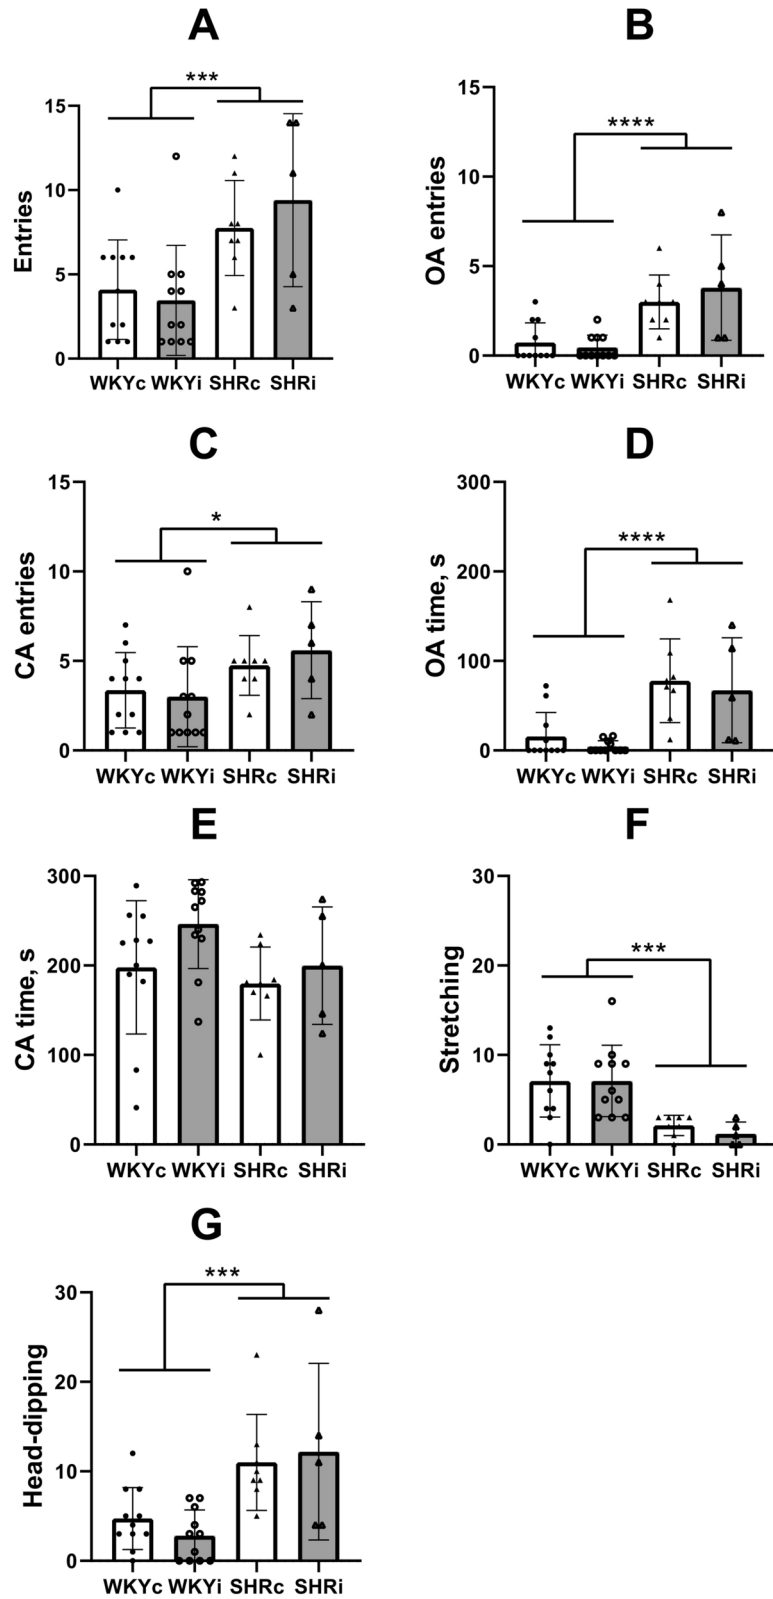 A
B
***
****
Entries
15
10
5
0
WKYc WKYi SHRc SHRi
OA entries
15
10
5
0
WKYc WKYi SHRc SHRi
C
D
*
****
CA entries
15
10
5
0
WKYc WKYi SHRc SHRi
OA time, s
300
200
100
0
WKYc WKYi SHRc SHRi
E
F
***
CA time, s
300
200
100
0
WKYc WKYi SHRc SHRi
Stretching
30
20
10
0
WKYc WKYi SHRc SHRi
G
***
Head-dipping
30
20
10
0
WKYc WKYi SHRc SHRi